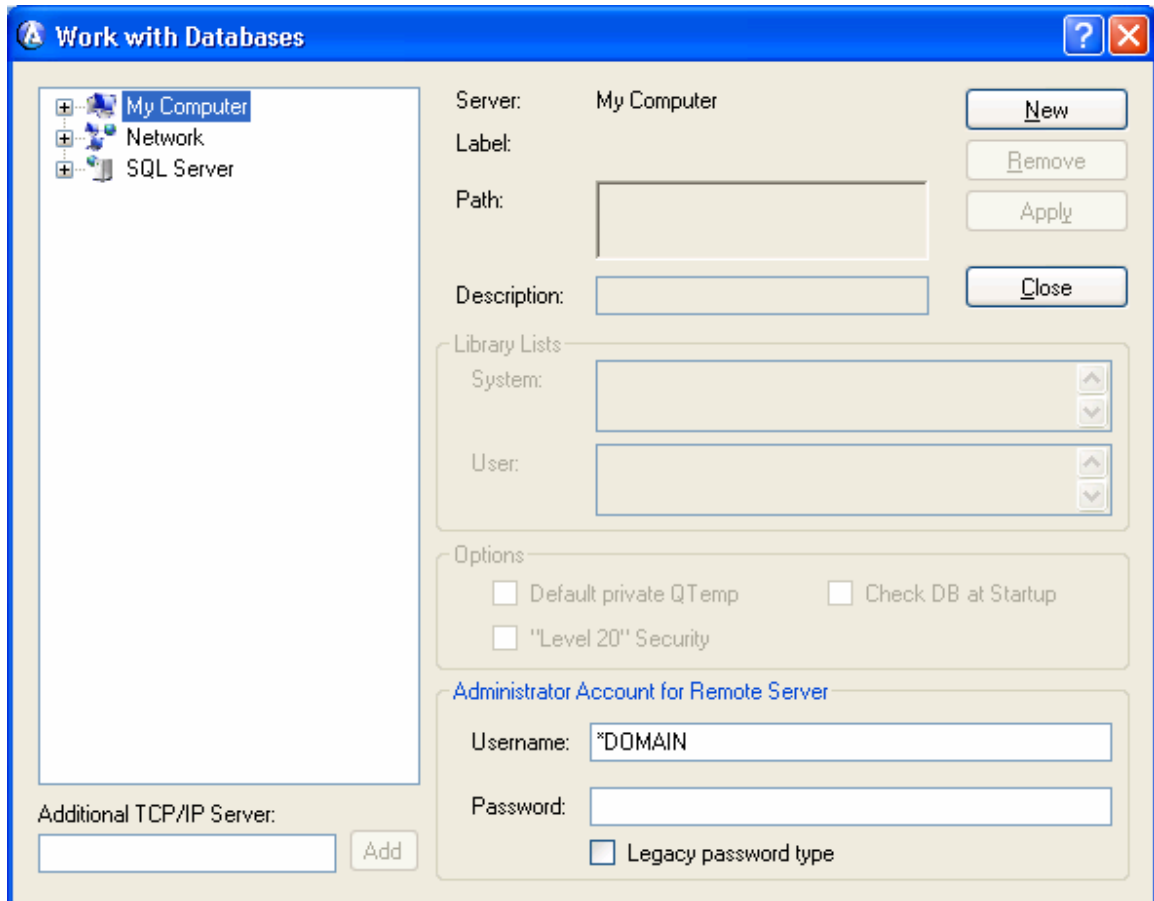 Work with Databases
My Computer
Network
SQL Server
Additional TCP/IP Server:
Add
Server: My Computer
Label:
Path:
Description:
New
Remove
Apply
Close
Library Lists
System:
User:
Options
Default private QTemp
Check DB at Startup
"Level 20" Security
Administrator Account for Remote Server
Username: *DOMAIN
Password:
Legacy password type